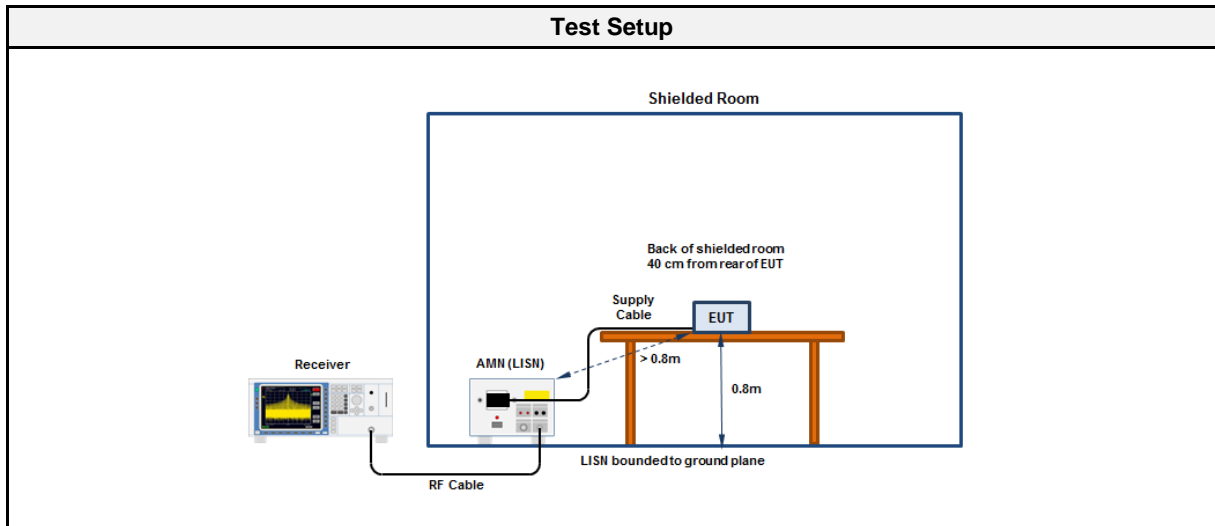 Test Setup
Shielded Room
Back of shielded room
40 cm from rear of EUT
Supply
Cable
EUT
> 0.8m
AMN (LISN)
Receiver
0.8m
LISN bounded to ground plane
RF Cable